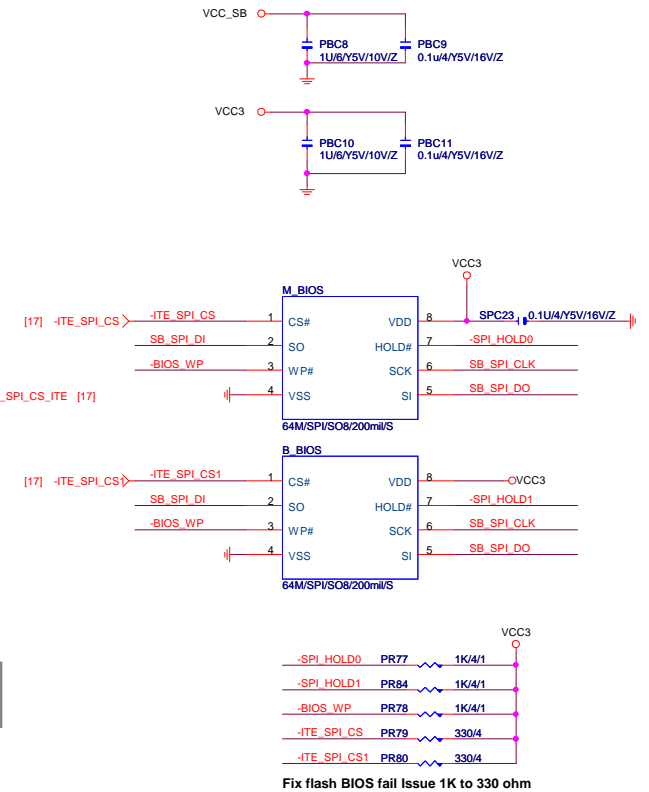 VCC_SB
PBC8
1U/6/Y5V/10V/Z
PBC9
0.1u/4/Y5V/16V/Z
VCC3
PBC10
1U/6/Y5V/10V/Z
PBC11
0.1u/4/Y5V/16V/Z
VCC3
M_BIOS
[17] -ITE_SPI_CS -ITE_SPI_CS 1 CS# VDD 8 SPC23 0.1U/4/Y5V/16V/Z
SB_SPI_DI 2 SO HOLD# 7 -SPI_HOLD0
-BIOS_WP 3 WP# SCK 6 SB_SPI_CLK
_SPI_CS_ITE [17] 4 VSS SI 5 SB_SPI_DO
64M/SPI/SO8/200mil/S
B_BIOS
[17] -ITE_SPI_CS1 -ITE_SPI_CS1 1 CS# VDD 8 VCC3
SB_SPI_DI 2 SO HOLD# 7 -SPI_HOLD1
-BIOS_WP 3 WP# SCK 6 SB_SPI_CLK
4 VSS SI 5 SB_SPI_DO
64M/SPI/SO8/200mil/S
VCC3
-SPI_HOLD0 PR77 1K/4/1
-SPI_HOLD1 PR84 1K/4/1
-BIOS_WP PR78 1K/4/1
-ITE_SPI_CS PR79 330/4
-ITE_SPI_CS1 PR80 330/4
Fix flash BIOS fail Issue 1K to 330 ohm